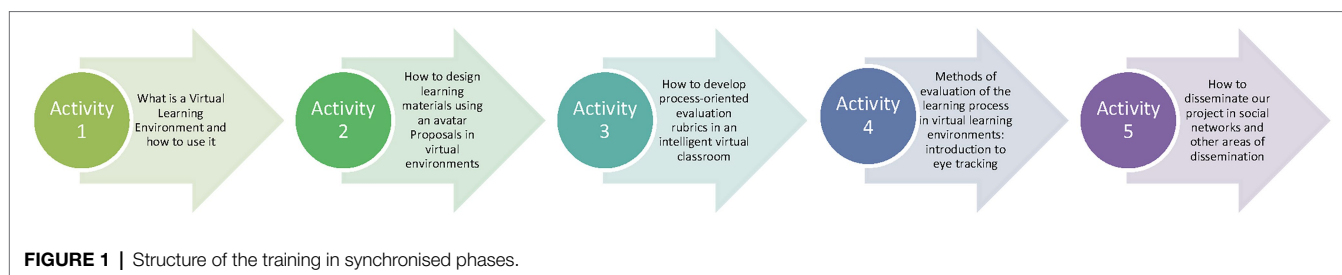 Activity
1
What is a Virtual
Learning
Environment and
how to use it
Activity
2
How to design
learning
materials using
an avatar
Proposals in
virtual
environments
Activity
3
How to develop
process-oriented
evaluation
rubrics in an
intelligent virtual
classroom
Activity
4
Methods of
evaluation of the
learning process
in virtual learning
environments:
introduction to
eye tracking
Activity
5
How to
disseminate our
project in social
networks and
other areas of
dissemination
FIGURE 1 | Structure of the training in synchronised phases.